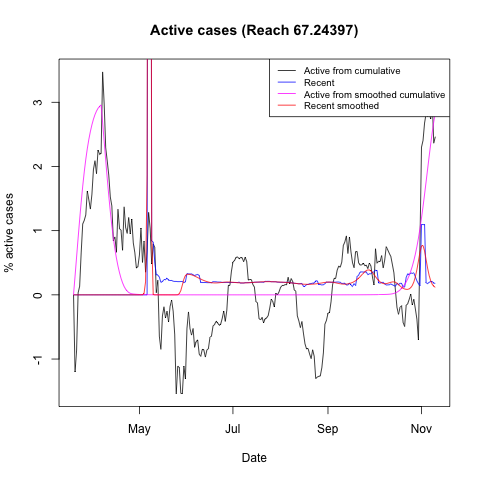 Active cases (Reach 67.24397)
Active from cumulative
Recent
Active from smoothed cumulative
Recent smoothed
% active cases
3
2
1
0
-1
May
Jul
Sep
Nov
Date